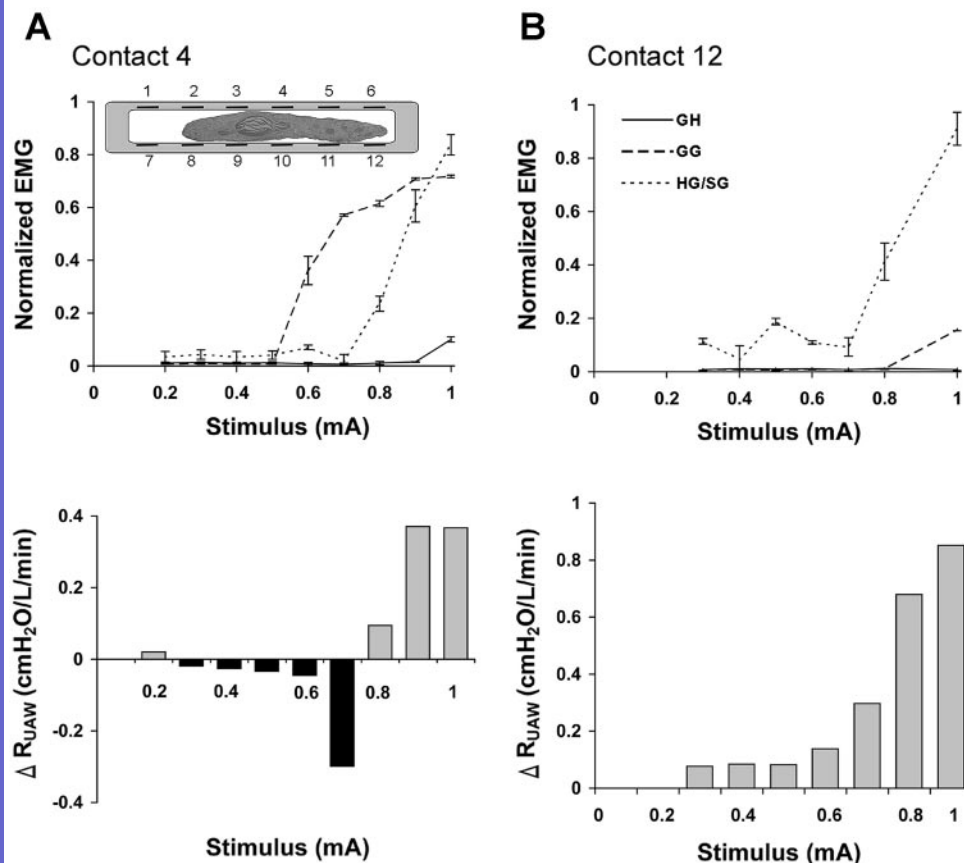 A
Contact 4
1 2 3 4 5 6
7 8 9 10 11 12
Normalized EMG
1
0.8
0.6
0.4
0.2
0
0 0.2 0.4 0.6 0.8 1
Stimulus (mA)
B
Contact 12
GH
GG
HG/SG
Normalized EMG
1
0.8
0.6
0.4
0.2
0
0 0.2 0.4 0.6 0.8 1
Stimulus (mA)
Δ R_UAW (cmH₂O/L/min)
0.4
0.2
0
-0.2
-0.4
0.2 0.4 0.6 0.8 1
Stimulus (mA)
Δ R_UAW (cmH₂O/L/min)
1
0.8
0.6
0.4
0.2
0
0 0.2 0.4 0.6 0.8 1
Stimulus (mA)